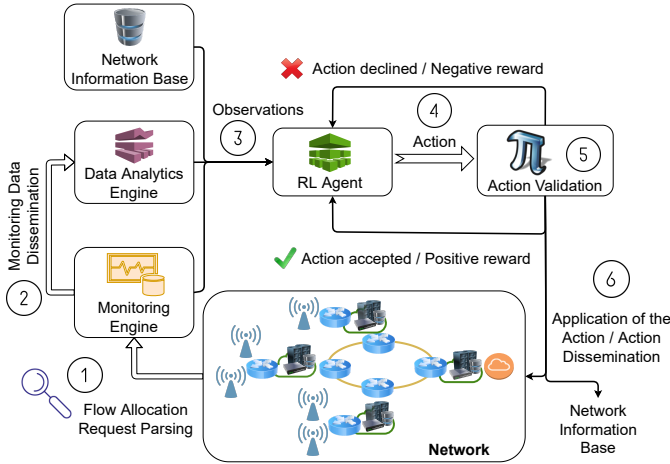 Network
Information Base
Action declined / Negative reward
Observations
3
4
Action
Data Analytics
Engine
RL Agent
π
5
Action Validation
Monitoring Data
Dissemination
2
Action accepted / Positive reward
Monitoring
Engine
6
Application of the
Action / Action
Dissemination
1
Flow Allocation
Request Parsing
Network
Network
Information
Base